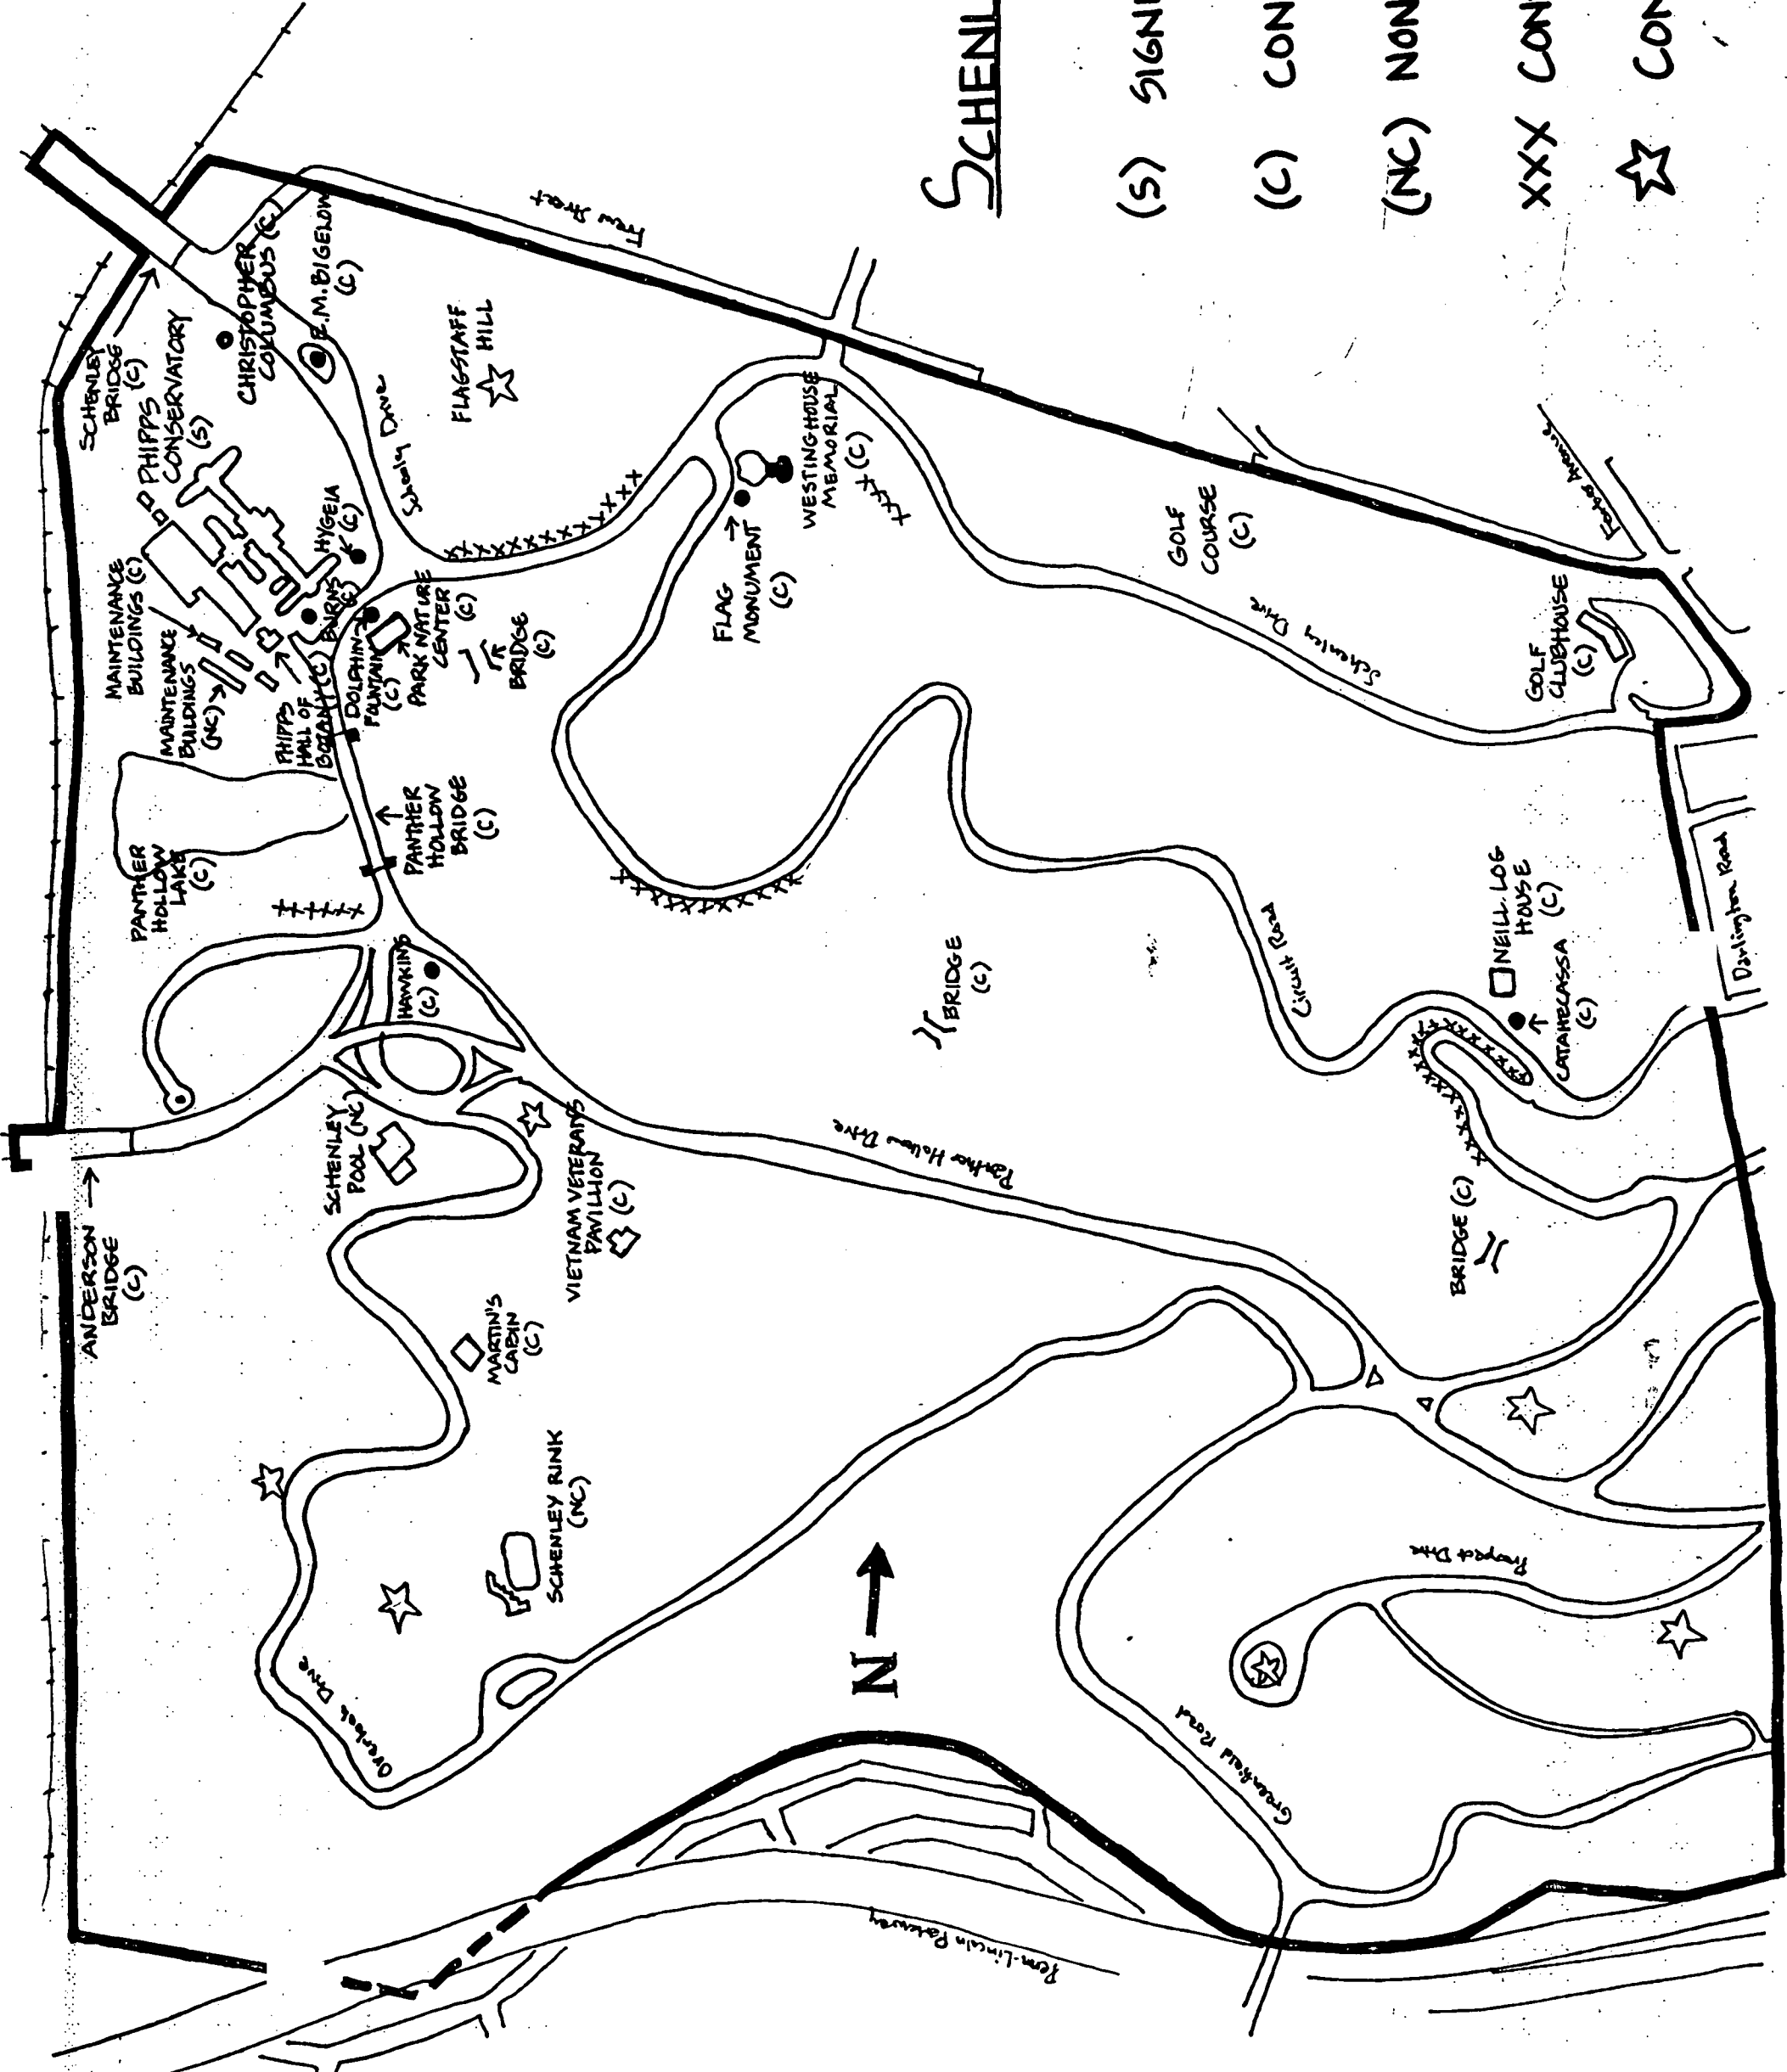 SCHENL
(S) SIGNI
(C) CON
(NC) NON
XXX CON
CON
SCHENLEY
BRIDGE
(C)
PHIPPS
CONSERVATORY
(S)
CHRISTOPHER
COLUMBUS (C)
E.M.BIGELOW
(C)
FLAGSTAFF
HILL
Schenley Drive
MAINTENANCE
BUILDINGS (C)
MAINTENANCE
BUILDINGS
(NC)
HYGEIA
(C)
BURNS
(C)
PHIPPS
HALL OF
BOTANY (C)
DOLPHIN
FOUNTAIN
(C)
PARK NATURE
CENTER
(C)
BRIDGE
(C)
WESTINGHOUSE
MEMORIAL
(C)
FLAG
MONUMENT
(C)
GOLF
COURSE
(C)
Forbes Avenue
GOLF
CLUBHOUSE
(C)
Schenley Drive
PANTHER
HOLLOW
LAKE
(C)
PANTHER
HOLLOW
BRIDGE
(C)
HAWKINS
(C)
BRIDGE
(C)
Circuit Road
NEILL LOG
HOUSE
(C)
CATAHECASSA
(C)
Darlington Road
ANDERSON
BRIDGE
(C)
SCHENLEY
POOL (NC)
VIETNAM VETERANS
PAVILLION
(C)
Panther Hollow Drive
BRIDGE (C)
MARTIN'S
CABIN
(C)
SCHENLEY RINK
(NC)
Overlook Drive
N
Prospect Drive
Greenfield Road
Penn-Lincoln Parkway